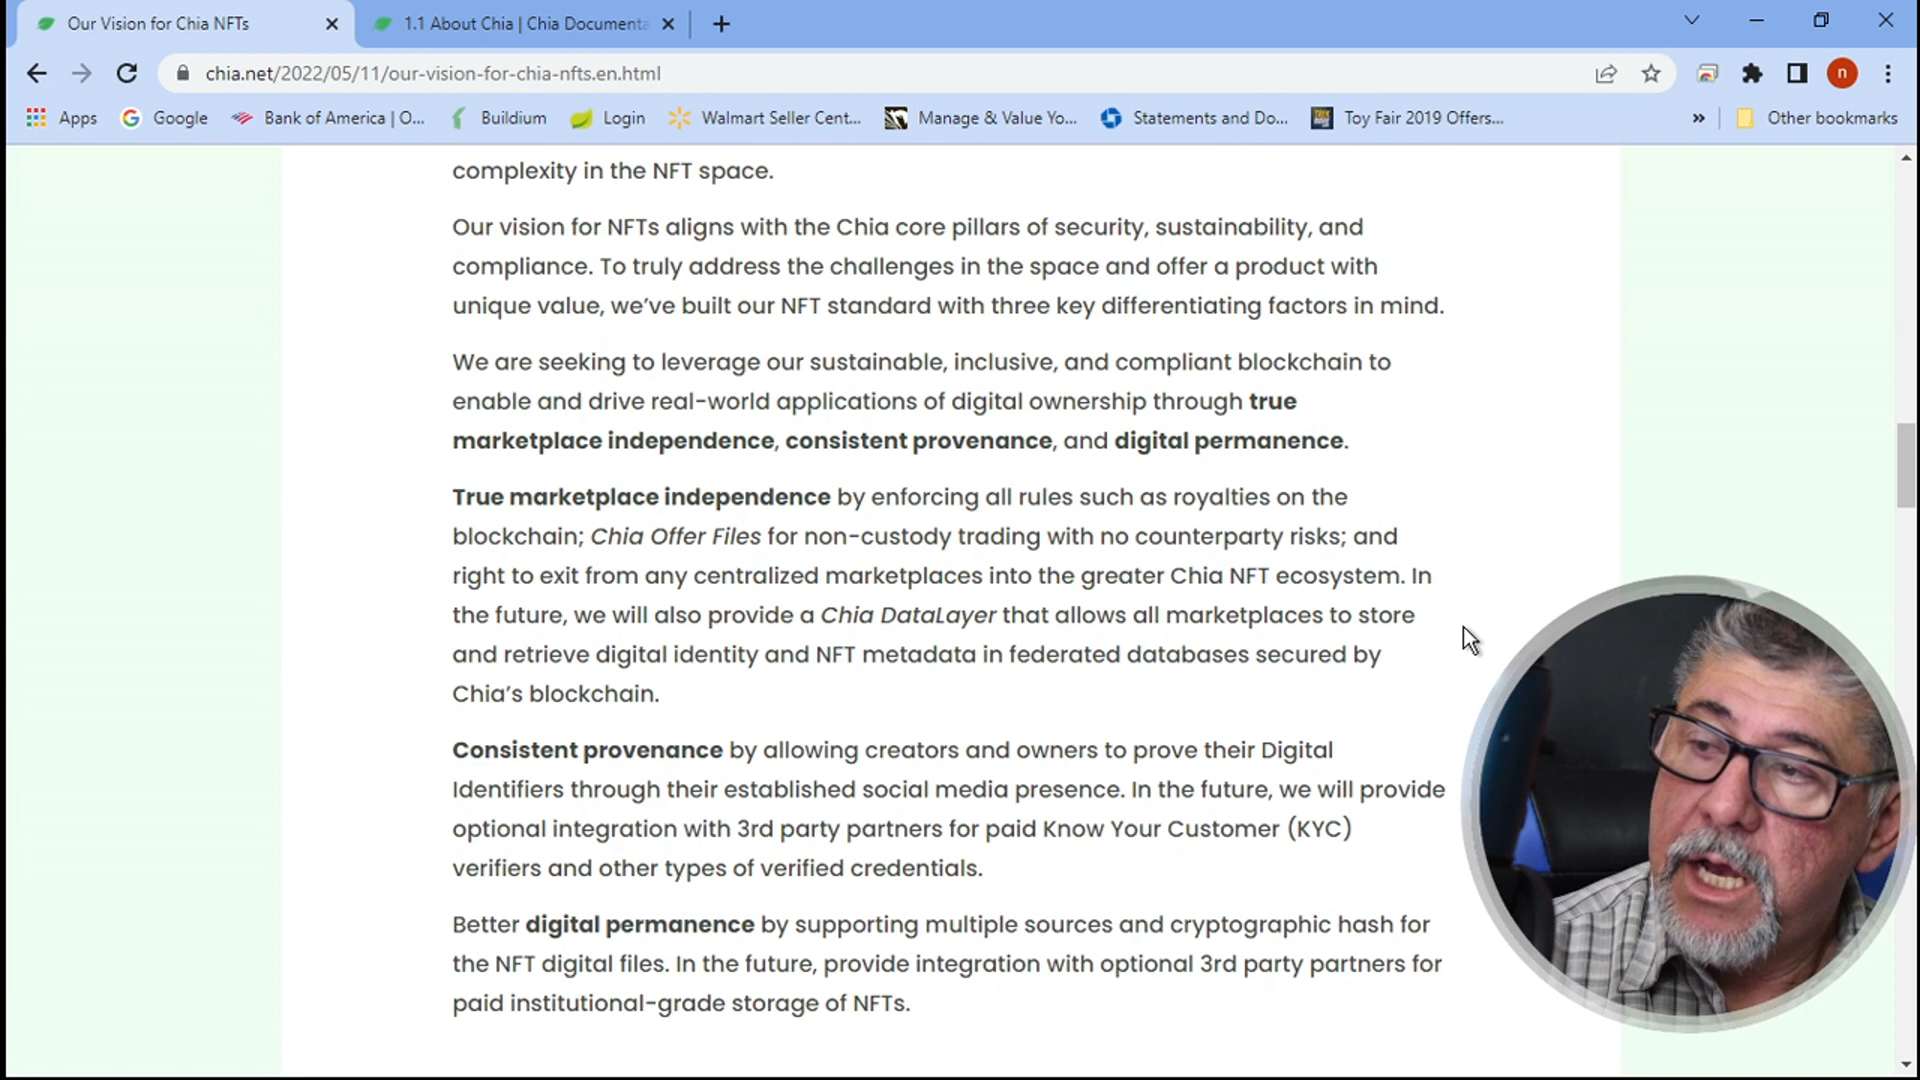 Our Vision for Chia NFTs
1.1 About Chia | Chia Documenta
chia.net/2022/05/11/our-vision-for-chia-nfts.en.html
n
Apps
Google
Bank of America | O...
Buildium
Login
Walmart Seller Cent...
Manage & Value Yo...
Statements and Do...
Toy Fair 2019 Offers...
»
Other bookmarks
complexity in the NFT space.
Our vision for NFTs aligns with the Chia core pillars of security, sustainability, and
compliance. To truly address the challenges in the space and offer a product with
unique value, we’ve built our NFT standard with three key differentiating factors in mind.
We are seeking to leverage our sustainable, inclusive, and compliant blockchain to
enable and drive real-world applications of digital ownership through true
marketplace independence, consistent provenance, and digital permanence.
True marketplace independence by enforcing all rules such as royalties on the
blockchain; Chia Offer Files for non-custody trading with no counterparty risks; and
right to exit from any centralized marketplaces into the greater Chia NFT ecosystem. In
the future, we will also provide a Chia DataLayer that allows all marketplaces to store
and retrieve digital identity and NFT metadata in federated databases secured by
Chia’s blockchain.
Consistent provenance by allowing creators and owners to prove their Digital
Identifiers through their established social media presence. In the future, we will provide
optional integration with 3rd party partners for paid Know Your Customer (KYC)
verifiers and other types of verified credentials.
Better digital permanence by supporting multiple sources and cryptographic hash for
the NFT digital files. In the future, provide integration with optional 3rd party partners for
paid institutional-grade storage of NFTs.